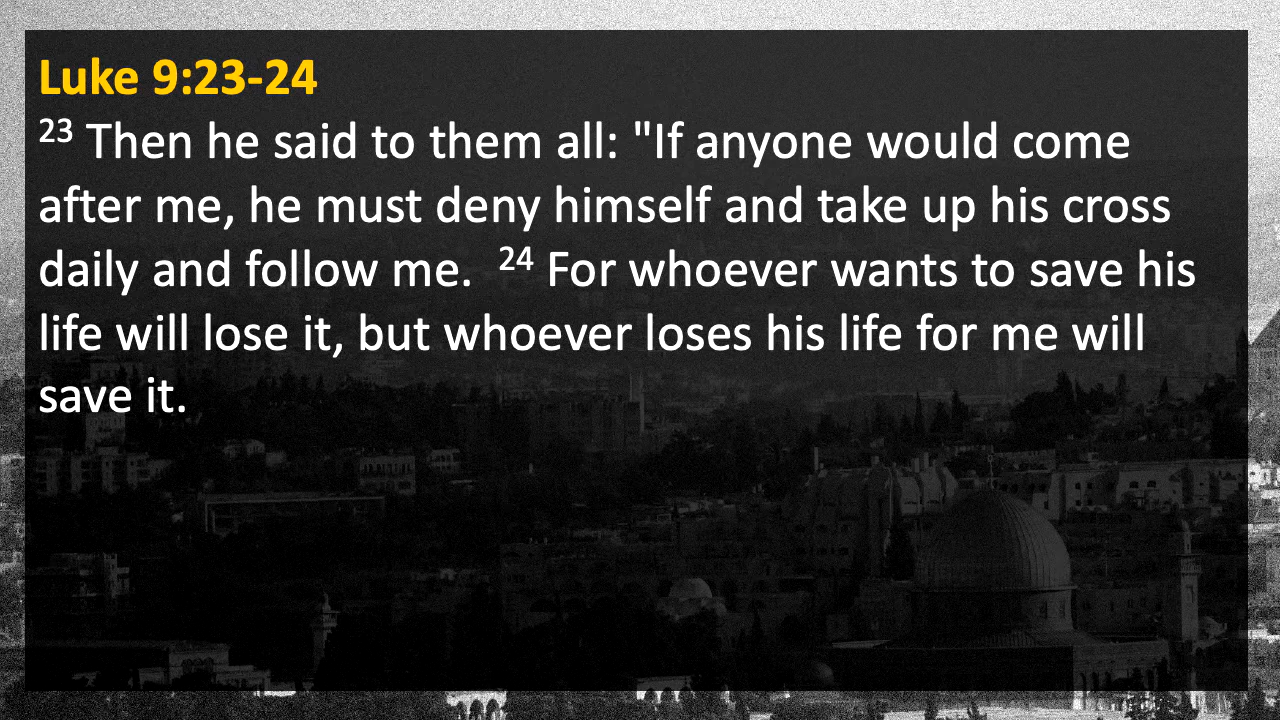 Luke 9:23-24
23 Then he said to them all: "If anyone would come
after me, he must deny himself and take up his cross
daily and follow me.  24 For whoever wants to save his
life will lose it, but whoever loses his life for me will
save it.